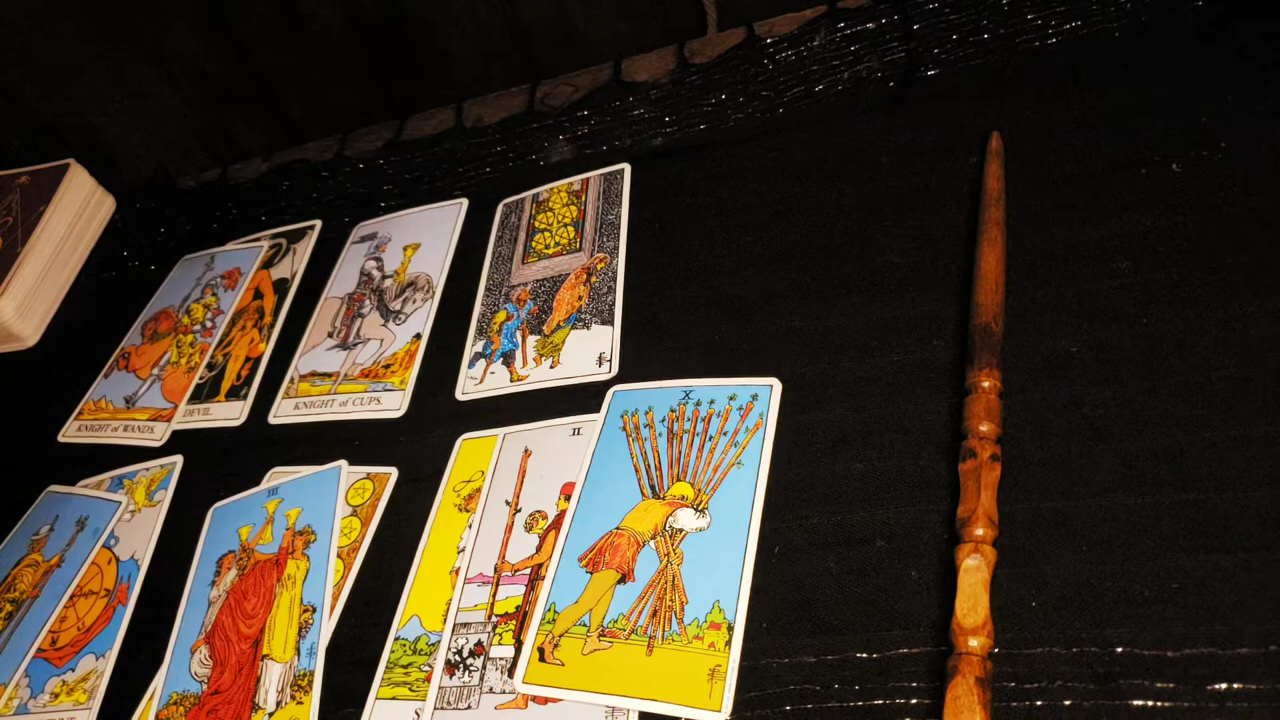 KNIGHT of WANDS.
DEVIL.
KNIGHT of CUPS.
X
II
III